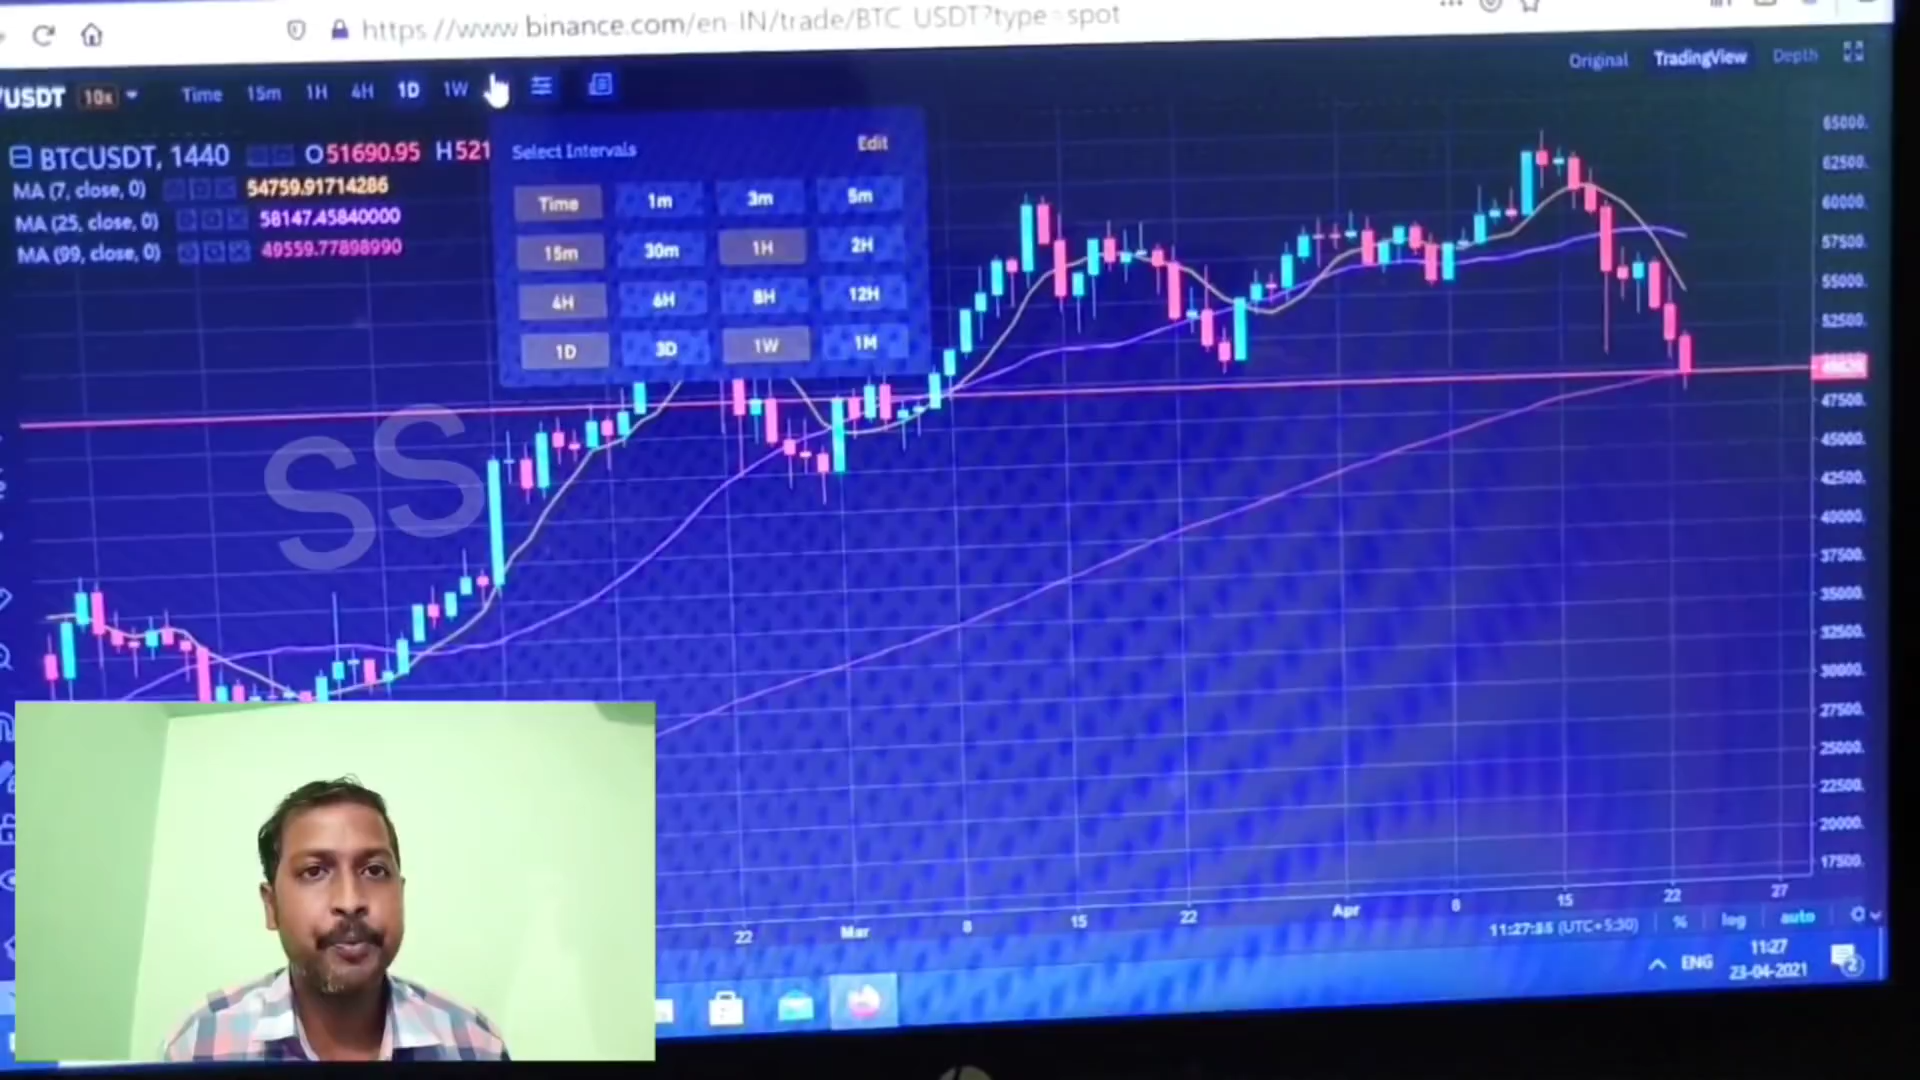 https://www.binance.com/en-IN/trade/BTC_USDT?type=spot
/USDT 10x Time 15m 1H 4H 1D 1W Original TradingView Depth
BTCUSDT, 1440 O51690.95 H521
MA (7, close, 0) 54759.91714286
MA (25, close, 0) 58147.45840000
MA (99, close, 0) 49559.77898990
Select Intervals Edit
Time 1m 3m 5m
15m 30m 1H 2H
4H 6H 8H 12H
1D 3D 1W 1M
65000.
62500.
60000.
57500.
55000.
52500.
47500.
45000.
42500.
40000.
37500.
35000.
32500.
30000.
27500.
25000.
22500.
20000.
17500.
SS
22 Mar 8 15 22 Apr 8 15 22 27
(UTC+5:30) % log auto
ENG 11:27
23-04-2021
2